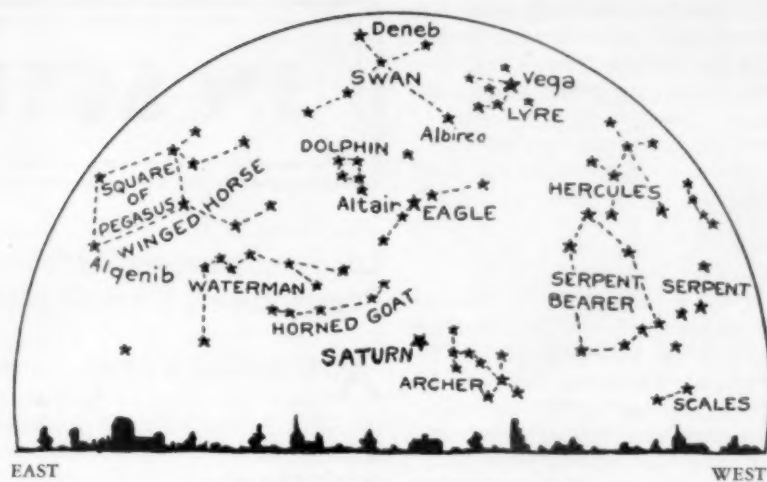 Deneb
SWAN
Vega
LYRE
Albireo
DOLPHIN
SQUARE
OF
PEGASUS
WINGED HORSE
HERCULES
Altair
EAGLE
Algenib
WATERMAN
SERPENT
BEARER
SERPENT
HORNED GOAT
SATURN
ARCHER
SCALES
EAST
WEST